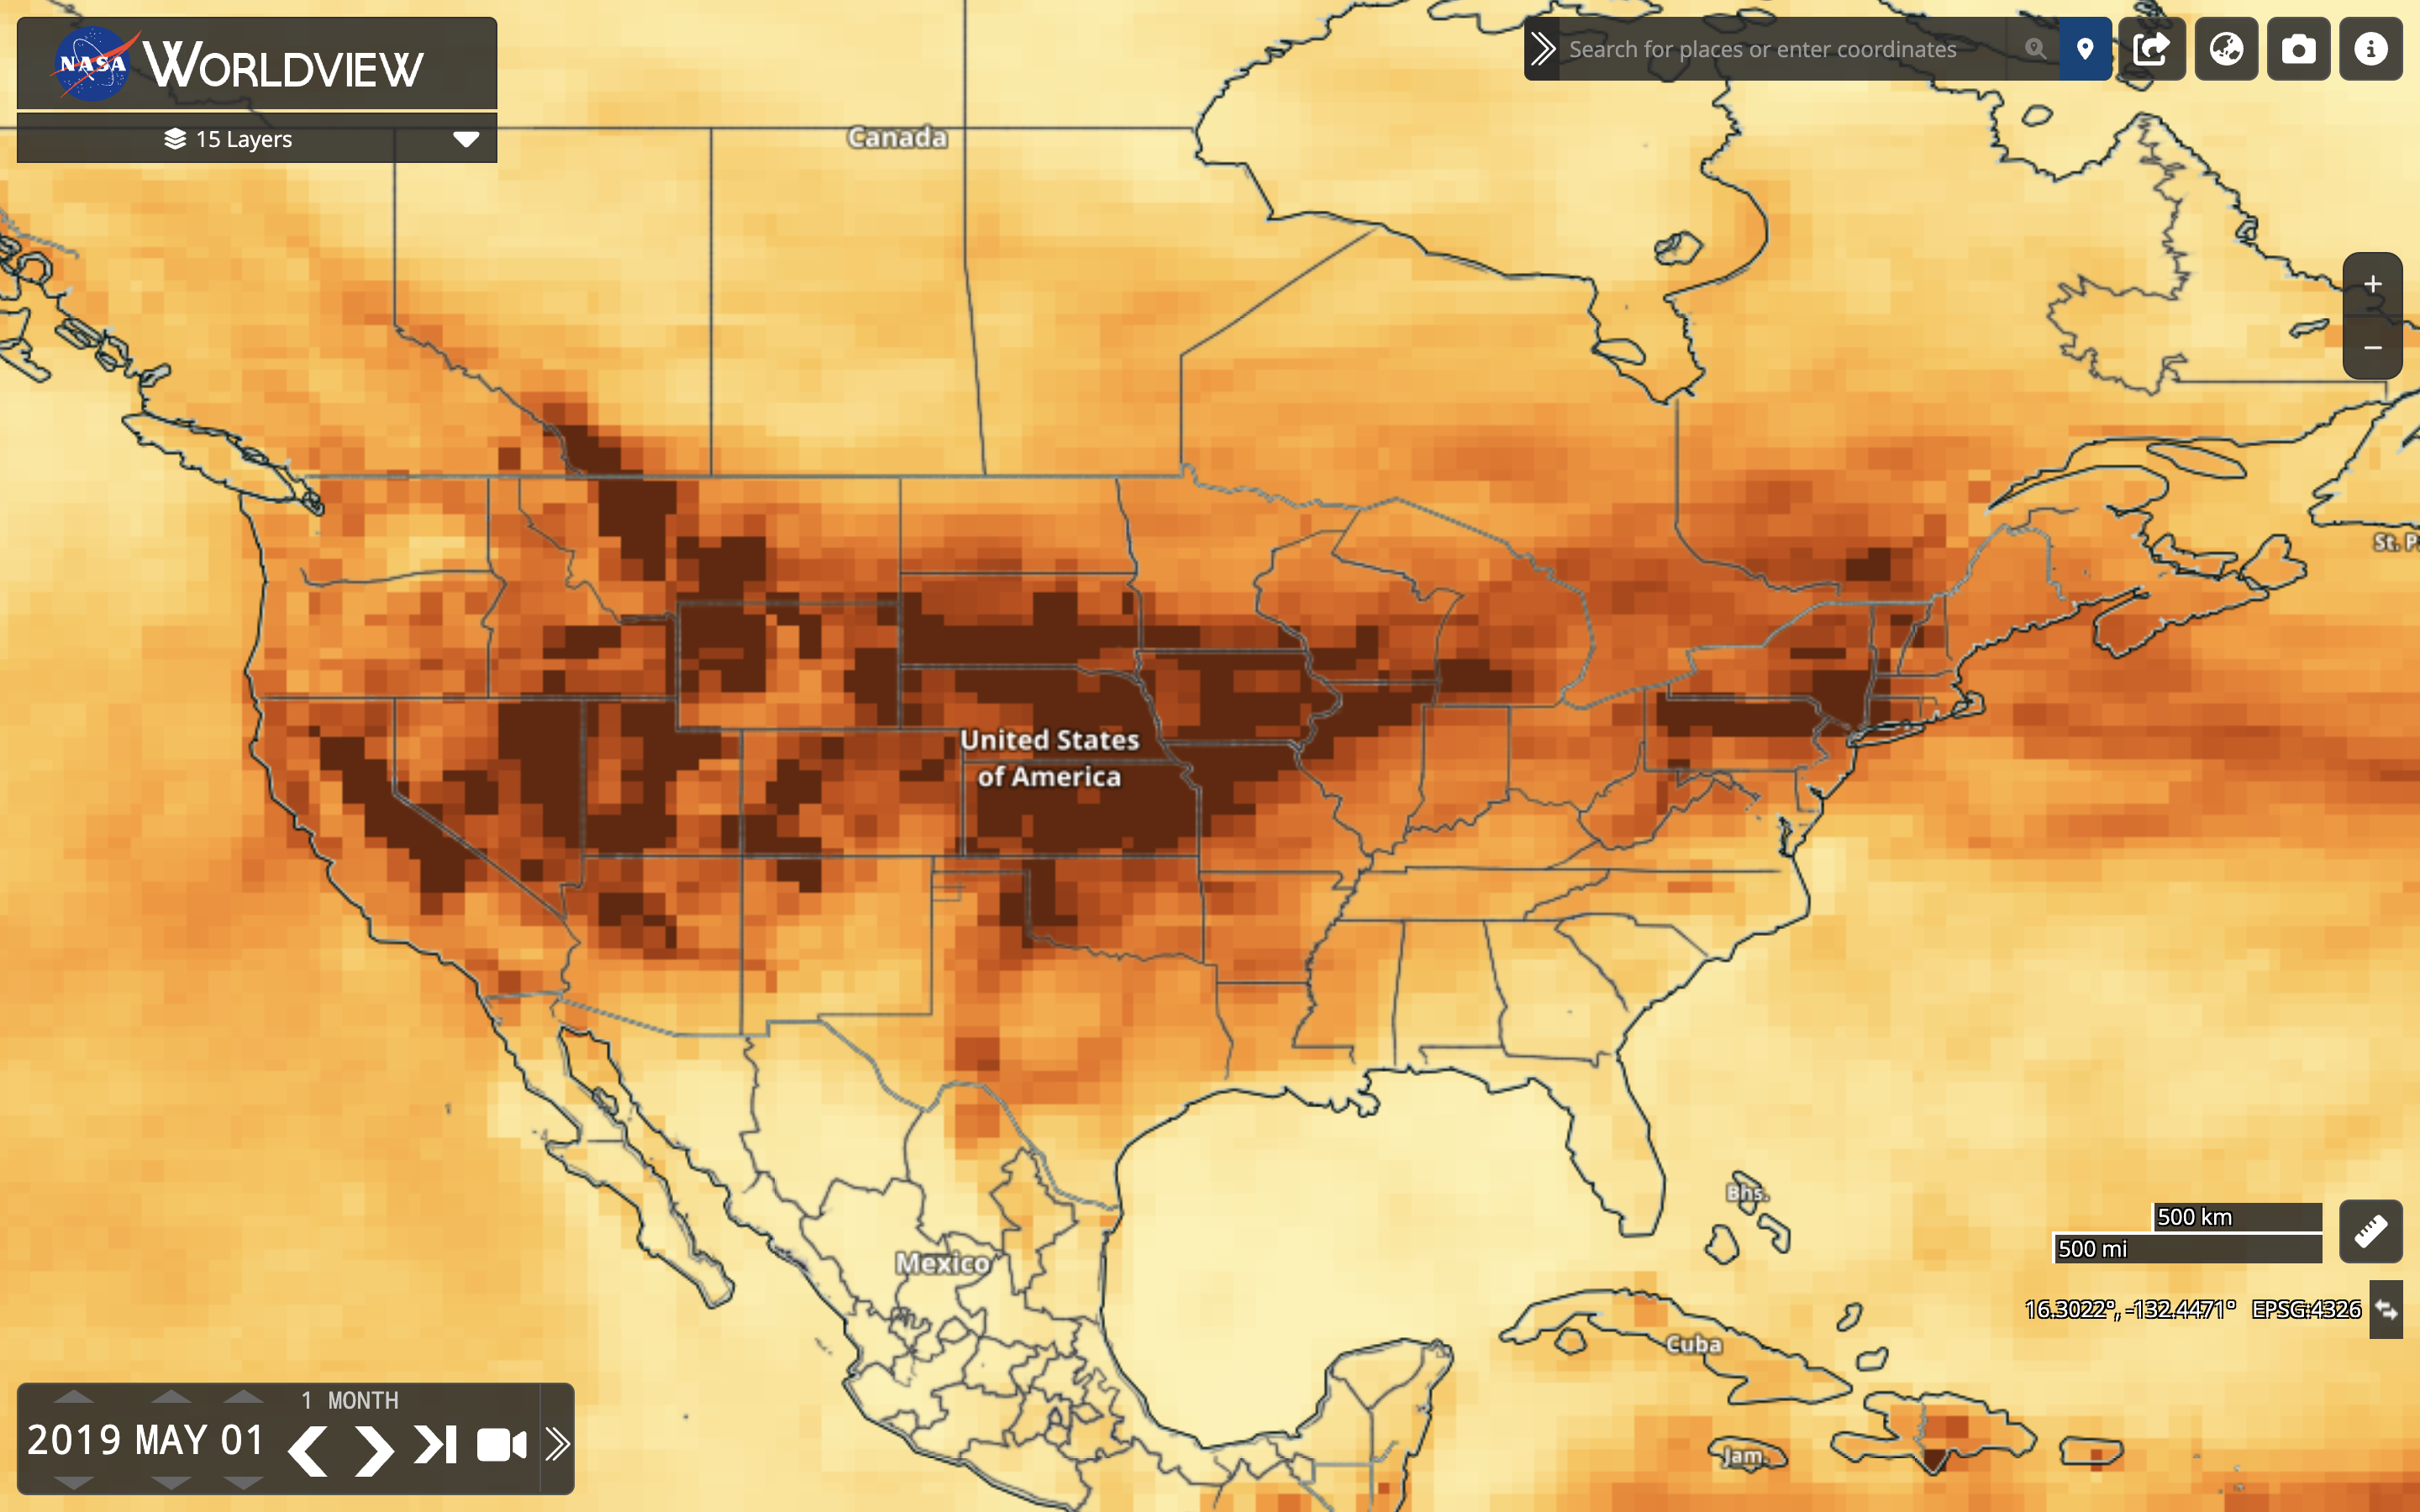 NASA WORLDVIEW
15 Layers
Search for places or enter coordinates
Canada
St. P
United States
of America
Bhs.
500 km
500 mi
Mexico
16.3022°, -132.4471° EPSG:4326
Cuba
Jam.
1 MONTH
2019 MAY 01